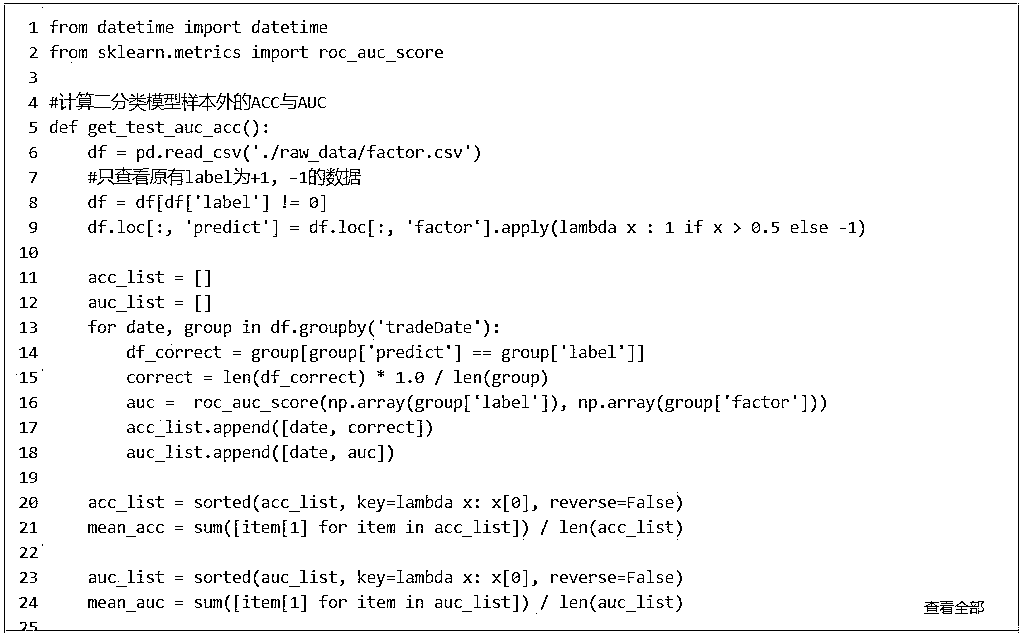 1 from datetime import datetime
2 from sklearn.metrics import roc_auc_score
3
4 #计算二分类模型样本外的ACC与AUC
5 def get_test_auc_acc():
6     df = pd.read_csv('./raw_data/factor.csv')
7     #只查看原有label为+1, -1的数据
8     df = df[df['label'] != 0]
9     df.loc[:, 'predict'] = df.loc[:, 'factor'].apply(lambda x : 1 if x > 0.5 else -1)
10
11     acc_list = []
12     auc_list = []
13     for date, group in df.groupby('tradeDate'):
14         df_correct = group[group['predict'] == group['label']]
15         correct = len(df_correct) * 1.0 / len(group)
16         auc =  roc_auc_score(np.array(group['label']), np.array(group['factor']))
17         acc_list.append([date, correct])
18         auc_list.append([date, auc])
19
20     acc_list = sorted(acc_list, key=lambda x: x[0], reverse=False)
21     mean_acc = sum([item[1] for item in acc_list]) / len(acc_list)
22
23     auc_list = sorted(auc_list, key=lambda x: x[0], reverse=False)
24     mean_auc = sum([item[1] for item in auc_list]) / len(auc_list)
查看全部
25